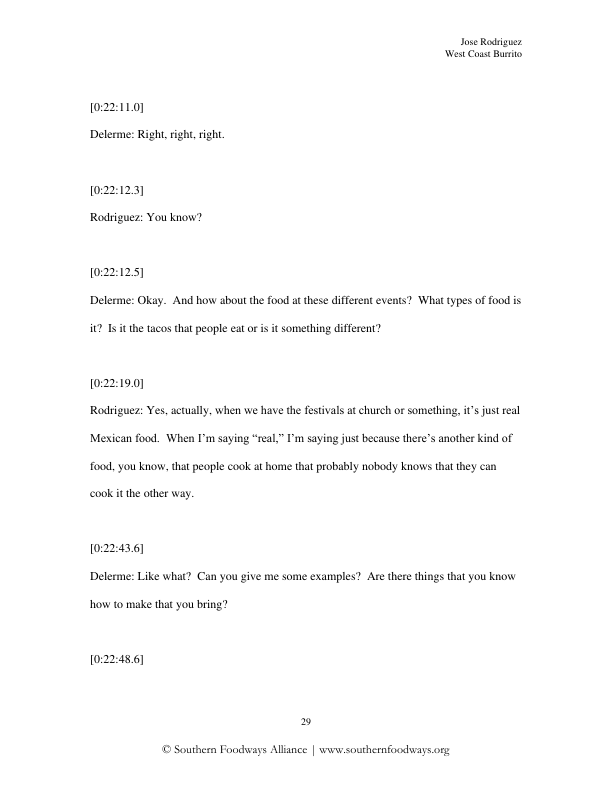 Jose Rodriguez
West Coast Burrito
[0:22:11.0]
Delerme: Right, right, right.
[0:22:12.3]
Rodriguez: You know?
[0:22:12.5]
Delerme: Okay.  And how about the food at these different events?  What types of food is
it?  Is it the tacos that people eat or is it something different?
[0:22:19.0]
Rodriguez: Yes, actually, when we have the festivals at church or something, it’s just real
Mexican food.  When I’m saying “real,” I’m saying just because there’s another kind of
food, you know, that people cook at home that probably nobody knows that they can
cook it the other way.
[0:22:43.6]
Delerme: Like what?  Can you give me some examples?  Are there things that you know
how to make that you bring?
[0:22:48.6]
29
© Southern Foodways Alliance | www.southernfoodways.org